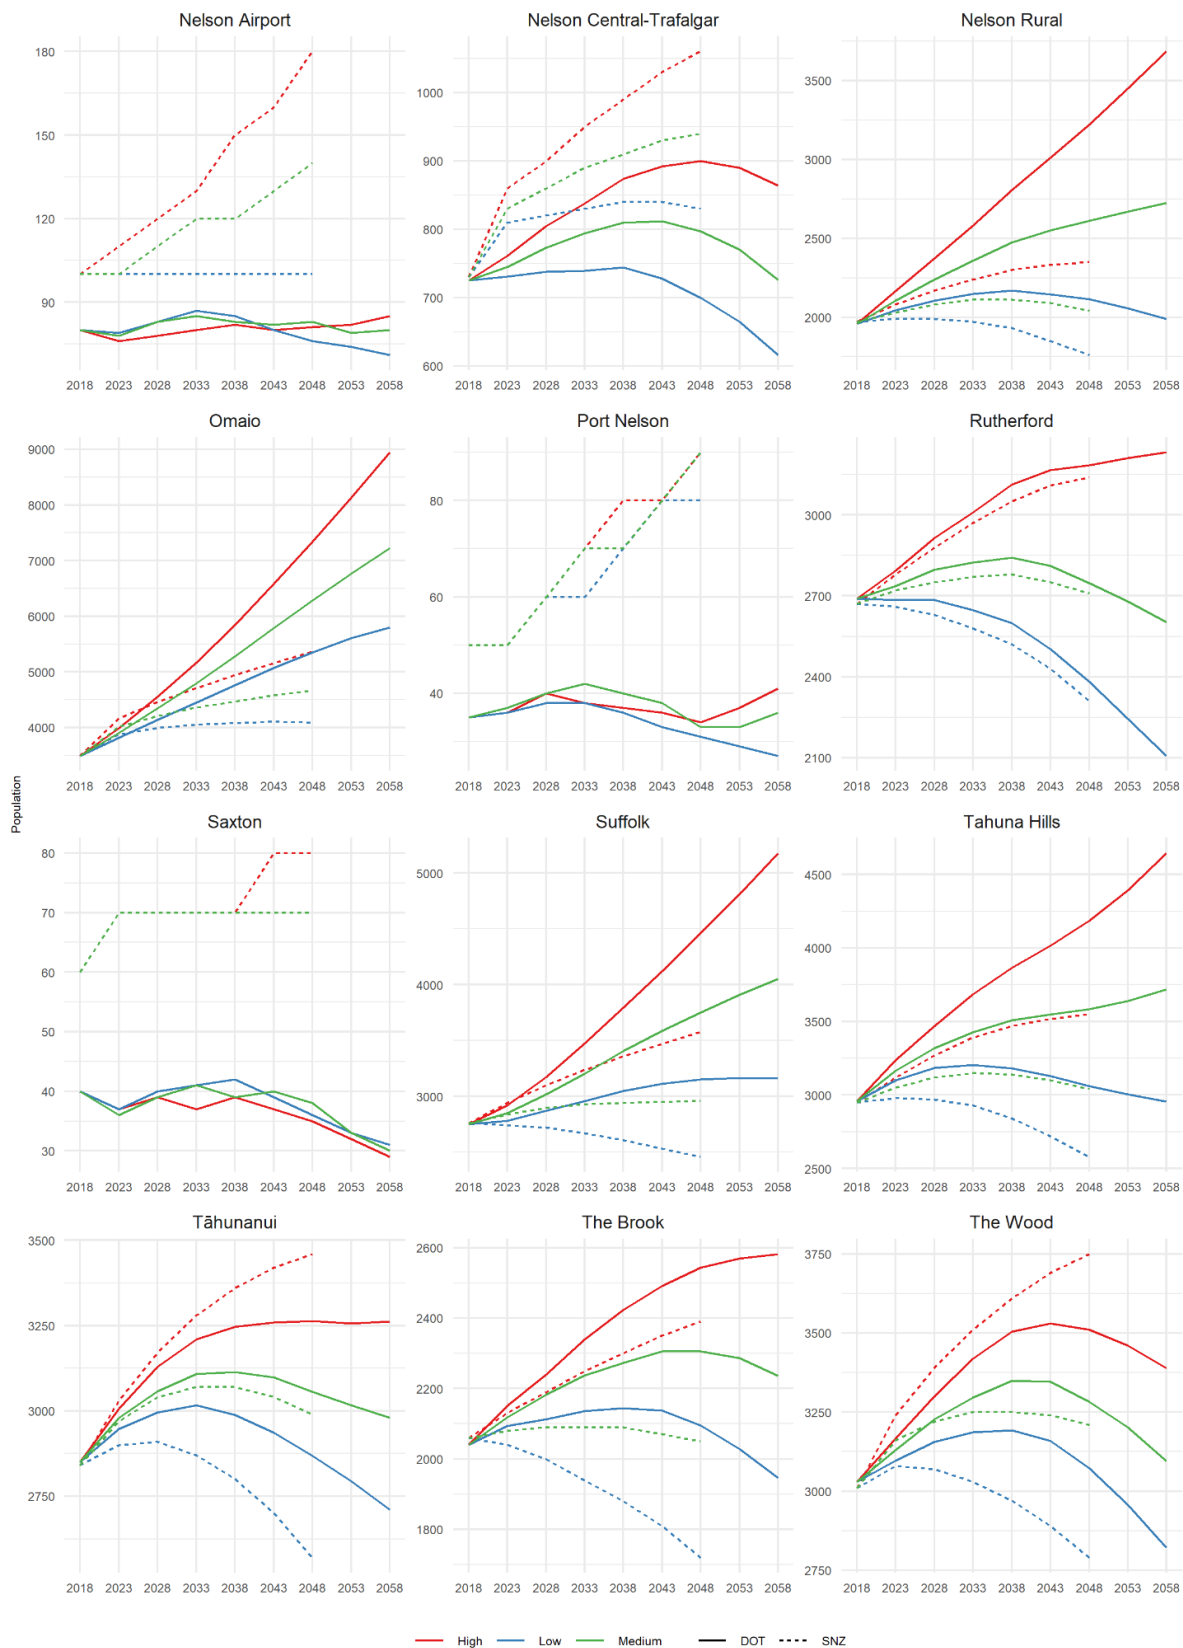 Nelson Airport
Nelson Central-Trafalgar
Nelson Rural
180
150
120
90
1000
900
800
700
600
3500
3000
2500
2000
2018 2023 2028 2033 2038 2043 2048 2053 2058
2018 2023 2028 2033 2038 2043 2048 2053 2058
2018 2023 2028 2033 2038 2043 2048 2053 2058
Omaio
Port Nelson
Rutherford
9000
8000
7000
6000
5000
4000
80
60
40
3000
2700
2400
2100
2018 2023 2028 2033 2038 2043 2048 2053 2058
2018 2023 2028 2033 2038 2043 2048 2053 2058
2018 2023 2028 2033 2038 2043 2048 2053 2058
Population
Saxton
Suffolk
Tahuna Hills
80
70
60
50
40
30
5000
4000
3000
4500
4000
3500
3000
2500
2018 2023 2028 2033 2038 2043 2048 2053 2058
2018 2023 2028 2033 2038 2043 2048 2053 2058
2018 2023 2028 2033 2038 2043 2048 2053 2058
Tāhunanui
The Brook
The Wood
3500
3250
3000
2750
2600
2400
2200
2000
1800
3750
3500
3250
3000
2750
2018 2023 2028 2033 2038 2043 2048 2053 2058
2018 2023 2028 2033 2038 2043 2048 2053 2058
2018 2023 2028 2033 2038 2043 2048 2053 2058
High Low Medium DOT SNZ